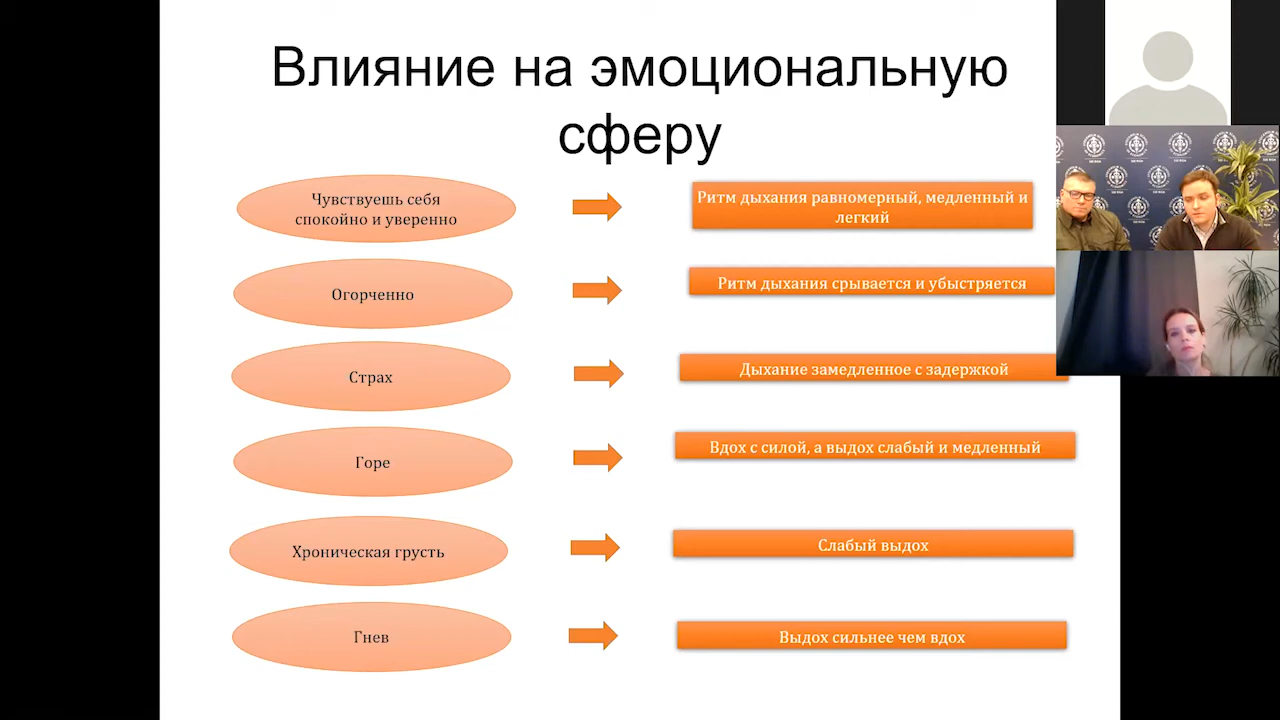 Влияние на эмоциональную
сферу
Чувствуешь себя
спокойно и уверенно
Ритм дыхания равномерный, медленный и
легкий
Огорченно
Ритм дыхания срывается и убыстряется
Страх
Дыхание замедленное с задержкой
Горе
Вдох с силой, а выдох слабый и медленный
Хроническая грусть
Слабый выдох
Гнев
Выдох сильнее чем вдох